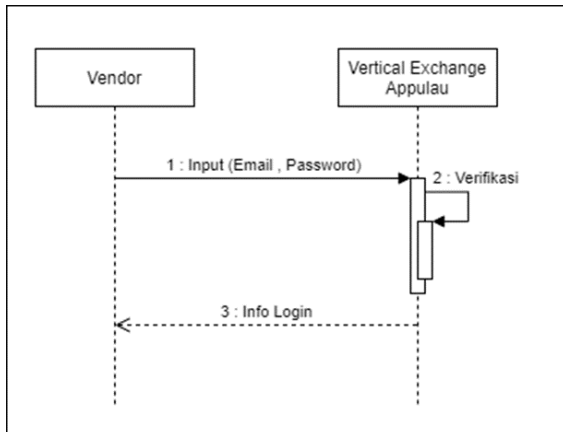 Vendor
Vertical Exchange
Appulau
1 : Input (Email , Password)
2 : Verifikasi
3 : Info Login